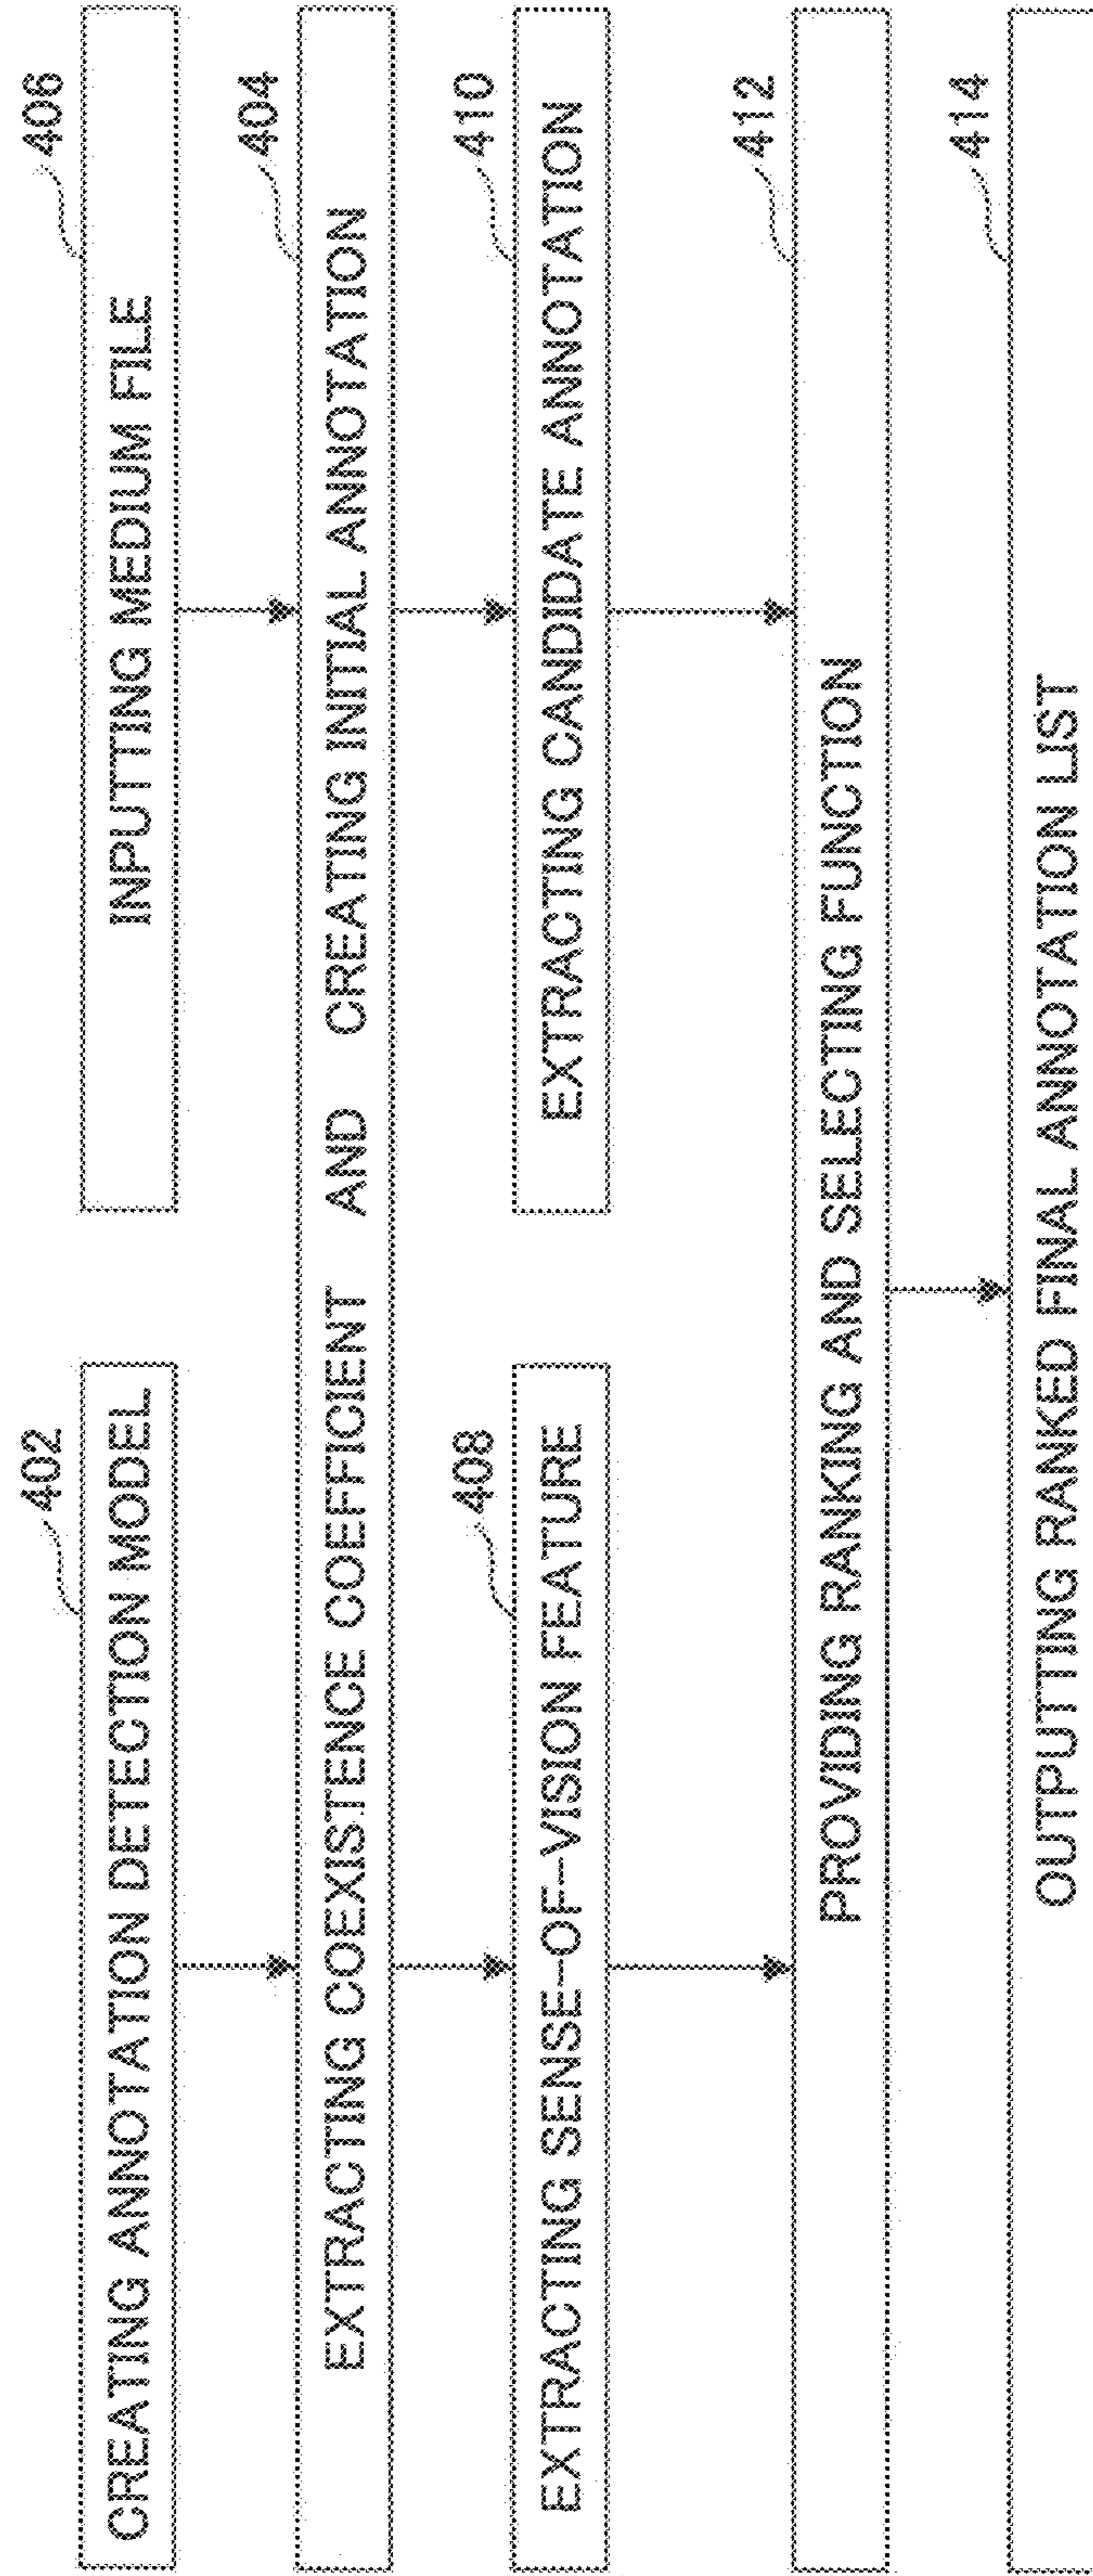 402
CREATING ANNOTATION DETECTION MODEL
406
INPUTTING MEDIUM FILE
404
EXTRACTING COEXISTENCE COEFFICIENT AND CREATING INITIAL ANNOTATION
408
EXTRACTING SENSE-OF-VISION FEATURE
410
EXTRACTING CANDIDATE ANNOTATION
412
PROVIDING RANKING AND SELECTING FUNCTION
414
OUTPUTTING RANKED FINAL ANNOTATION LIST